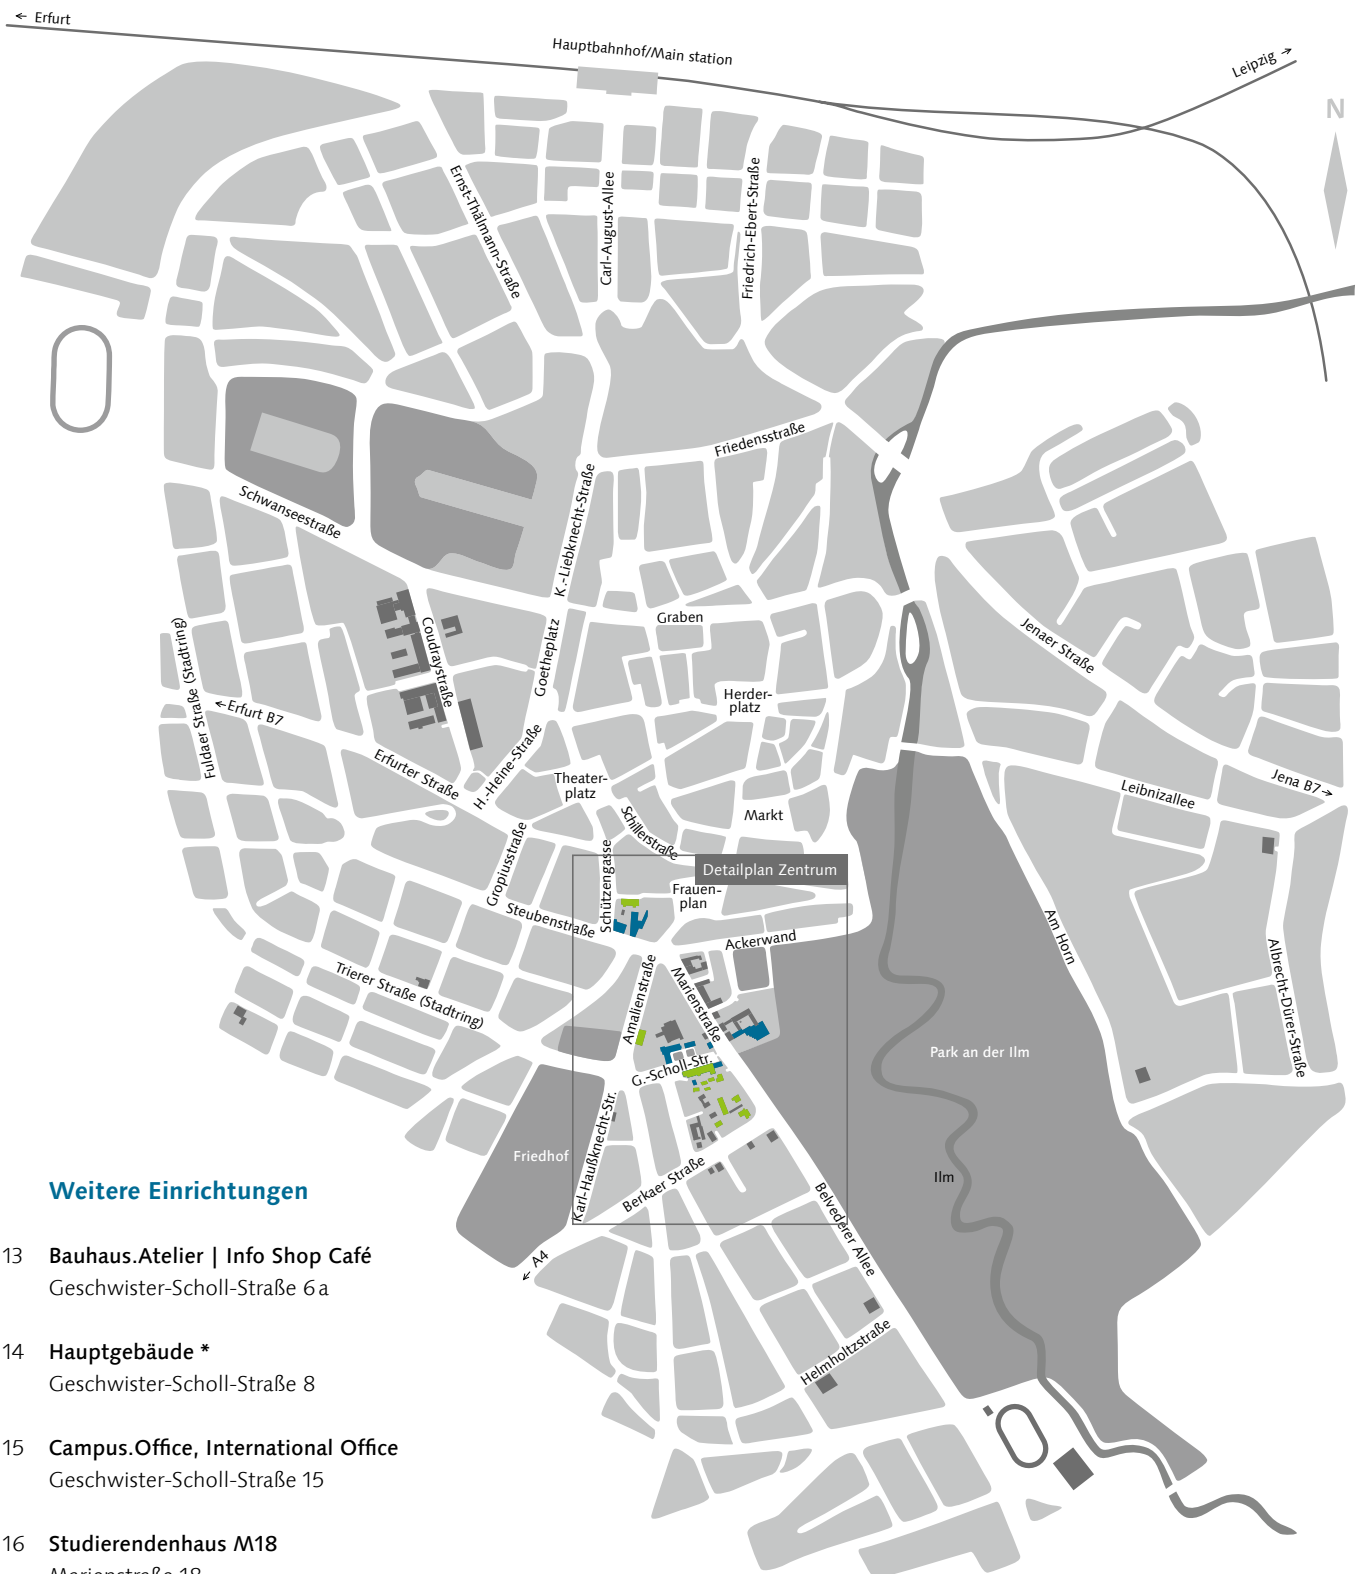 ← Erfurt
Hauptbahnhof/Main station
Leipzig →
N
Ernst-Thälmann-Straße
Carl-August-Allee
Friedrich-Ebert-Straße
Friedensstraße
Schwanseestraße
K.-Liebknecht-Straße
Graben
Jenaer Straße
Coudraystraße
Goetheplatz
Fuldaer Straße (Stadtring)
Herder-
platz
← Erfurt B7
Erfurter Straße
H.-Heine-Straße
Theater-
platz
Jena B7 →
Leibnizallee
Markt
Schillerstraße
Gropiusstraße
Schützengasse
Detailplan Zentrum
Frauen-
plan
Steubenstraße
Ackerwand
Am Horn
Albrecht-Dürer-Straße
Trierer Straße (Stadtring)
Amalienstraße
Marienstraße
Park an der Ilm
G.-Scholl-Str.
Karl-Haußknecht-Str.
Friedhof
Berkaer Straße
Ilm
Belvederer Allee
← A4
Helmholtzstraße
Weitere Einrichtungen
13 Bauhaus.Atelier | Info Shop Café
Geschwister-Scholl-Straße 6 a
14 Hauptgebäude *
Geschwister-Scholl-Straße 8
15 Campus.Office, International Office
Geschwister-Scholl-Straße 15
16 Studierendenhaus M18
Marienstraße 18